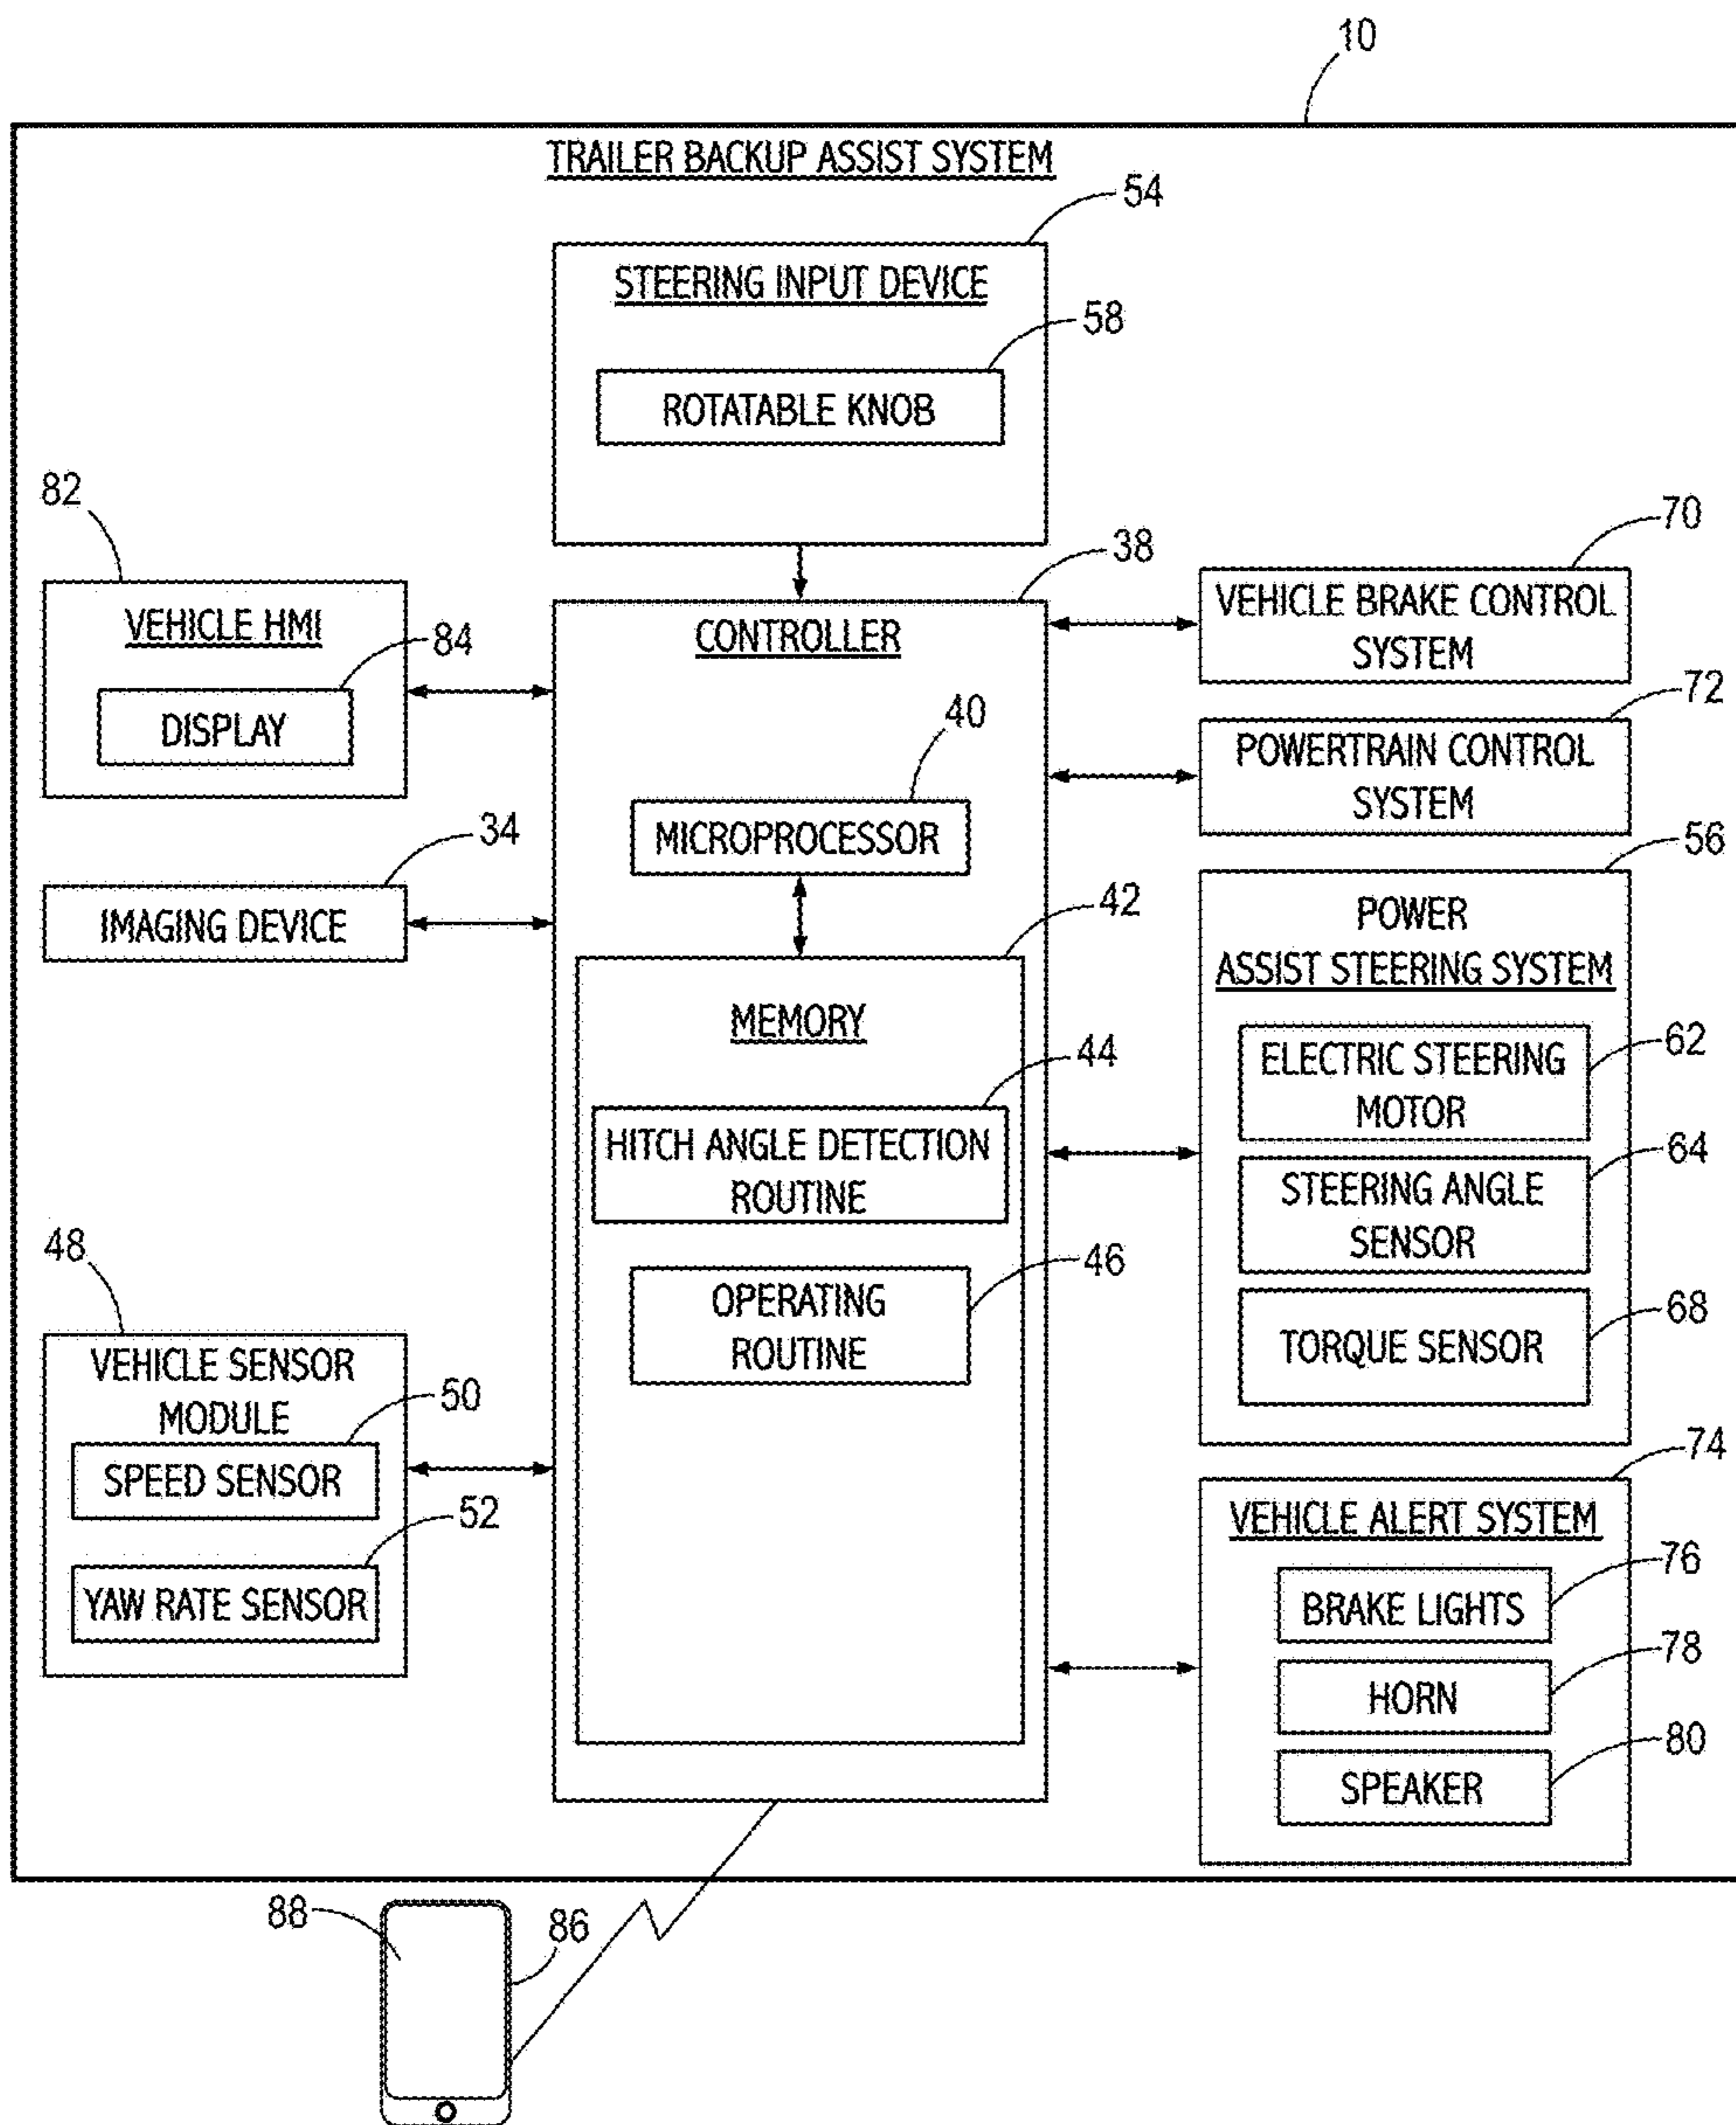 10
TRAILER BACKUP ASSIST SYSTEM
54
STEERING INPUT DEVICE
58
ROTATABLE KNOB
82
VEHICLE HMI
84
DISPLAY
34
IMAGING DEVICE
48
VEHICLE SENSOR
MODULE
50
SPEED SENSOR
52
YAW RATE SENSOR
38
CONTROLLER
40
MICROPROCESSOR
42
MEMORY
44
HITCH ANGLE DETECTION
ROUTINE
46
OPERATING
ROUTINE
70
VEHICLE BRAKE CONTROL
SYSTEM
72
POWERTRAIN CONTROL
SYSTEM
56
POWER
ASSIST STEERING SYSTEM
62
ELECTRIC STEERING
MOTOR
64
STEERING ANGLE
SENSOR
68
TORQUE SENSOR
74
VEHICLE ALERT SYSTEM
76
BRAKE LIGHTS
78
HORN
80
SPEAKER
88
86